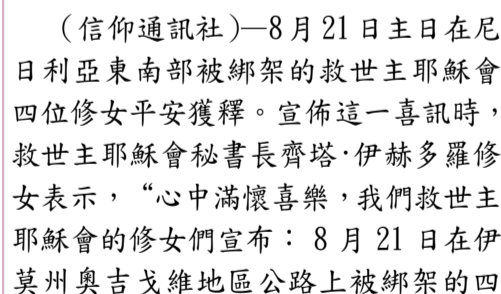 （信仰通訊社）—8月21日主日在尼
日利亞東南部被綁架的救世主耶穌會
四位修女平安獲釋。宣佈這一喜訊時，
救世主耶穌會秘書長齊塔·伊赫多羅修
女表示，“心中滿懷喜樂，我們救世主
耶穌會的修女們宣布：8月21日在伊
莫州奧吉戈維地區公路上被綁架的四